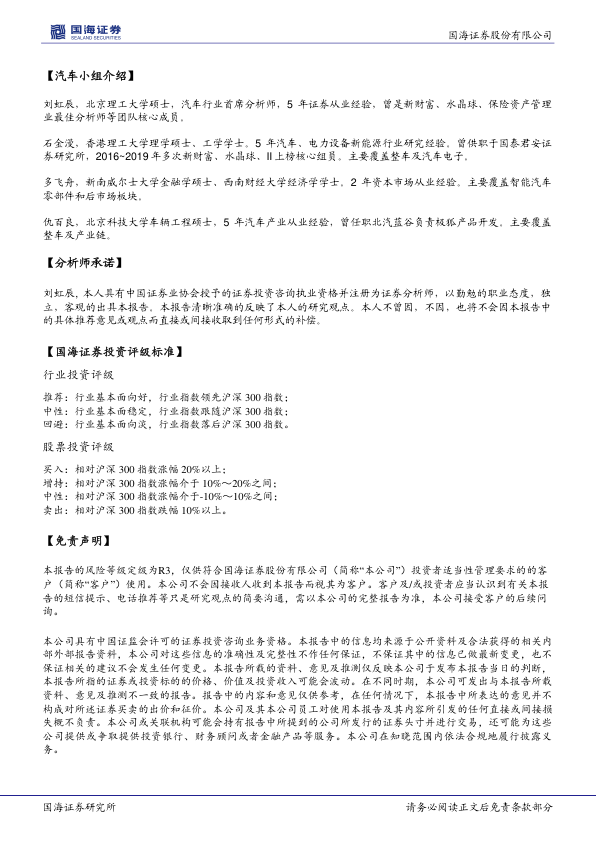 国海证券
SEALAND SECURITIES
国海证券股份有限公司
【汽车小组介绍】
刘虹辰，北京理工大学硕士，汽车行业首席分析师，5 年证券从业经验，曾是新财富、水晶球、保险资产管理
业最佳分析师等团队核心成员。
石金漫，香港理工大学理学硕士、工学学士。5 年汽车、电力设备新能源行业研究经验。曾供职于国泰君安证
券研究所，2016~2019 年多次新财富、水晶球、II 上榜核心组员。主要覆盖整车及汽车电子。
多飞舟，新南威尔士大学金融学硕士、西南财经大学经济学学士。2 年资本市场从业经验。主要覆盖智能汽车
零部件和后市场板块。
仇百良，北京科技大学车辆工程硕士，5 年汽车产业从业经验，曾任职北汽蓝谷负责极狐产品开发。主要覆盖
整车及产业链。
【分析师承诺】
刘虹辰, 本人具有中国证券业协会授予的证券投资咨询执业资格并注册为证券分析师，以勤勉的职业态度，独
立、客观的出具本报告。本报告清晰准确的反映了本人的研究观点。本人不曾因，不因，也将不会因本报告中
的具体推荐意见或观点而直接或间接收取到任何形式的补偿。
【国海证券投资评级标准】
行业投资评级
推荐：行业基本面向好，行业指数领先沪深 300 指数；
中性：行业基本面稳定，行业指数跟随沪深 300 指数；
回避：行业基本面向淡，行业指数落后沪深 300 指数。
股票投资评级
买入：相对沪深 300 指数涨幅 20%以上；
增持：相对沪深 300 指数涨幅介于 10%～20%之间；
中性：相对沪深 300 指数涨幅介于-10%～10%之间；
卖出：相对沪深 300 指数跌幅 10%以上。
【免责声明】
本报告的风险等级定级为R3，仅供符合国海证券股份有限公司（简称“本公司”）投资者适当性管理要求的的客
户（简称“客户”）使用。本公司不会因接收人收到本报告而视其为客户。客户及/或投资者应当认识到有关本报
告的短信提示、电话推荐等只是研究观点的简要沟通，需以本公司的完整报告为准，本公司接受客户的后续问
询。
本公司具有中国证监会许可的证券投资咨询业务资格。本报告中的信息均来源于公开资料及合法获得的相关内
部外部报告资料，本公司对这些信息的准确性及完整性不作任何保证，不保证其中的信息已做最新变更，也不
保证相关的建议不会发生任何变更。本报告所载的资料、意见及推测仅反映本公司于发布本报告当日的判断，
本报告所指的证券或投资标的的价格、价值及投资收入可能会波动。在不同时期，本公司可发出与本报告所载
资料、意见及推测不一致的报告。报告中的内容和意见仅供参考，在任何情况下，本报告中所表达的意见并不
构成对所述证券买卖的出价和征价。本公司及其本公司员工对使用本报告及其内容所引发的任何直接或间接损
失概不负责。本公司或关联机构可能会持有报告中所提到的公司所发行的证券头寸并进行交易，还可能为这些
公司提供或争取提供投资银行、财务顾问或者金融产品等服务。本公司在知晓范围内依法合规地履行披露义
务。
国海证券研究所
请务必阅读正文后免责条款部分